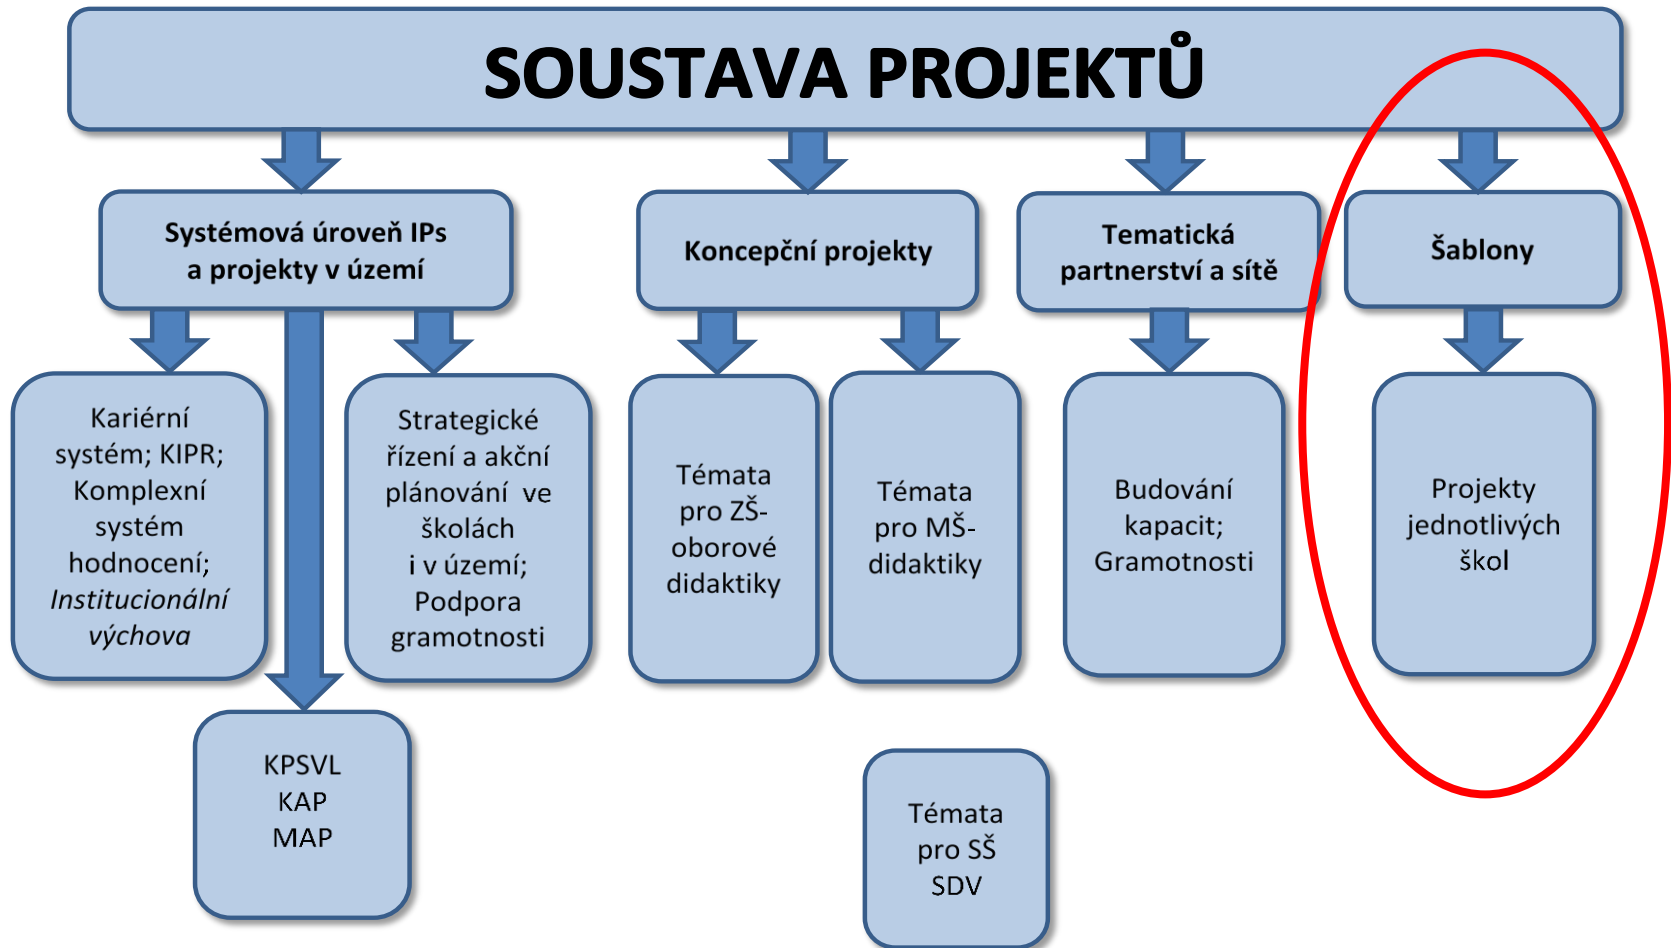 SOUSTAVA PROJEKTŮ
Systémová úroveň IPs
a projekty v území
Koncepční projekty
Tematická
partnerství a sítě
Šablony
Kariérní
systém; KIPR;
Komplexní
systém
hodnocení;
Institucionální
výchova
Strategické
řízení a akční
plánování ve
školách
i v území;
Podpora
gramotnosti
Témata
pro ZŠ-
oborové
didaktiky
Témata
pro MŠ-
didaktiky
Budování
kapacit;
Gramotnosti
Projekty
jednotlivých
škol
KPSVL
KAP
MAP
Témata
pro SŠ
SDV